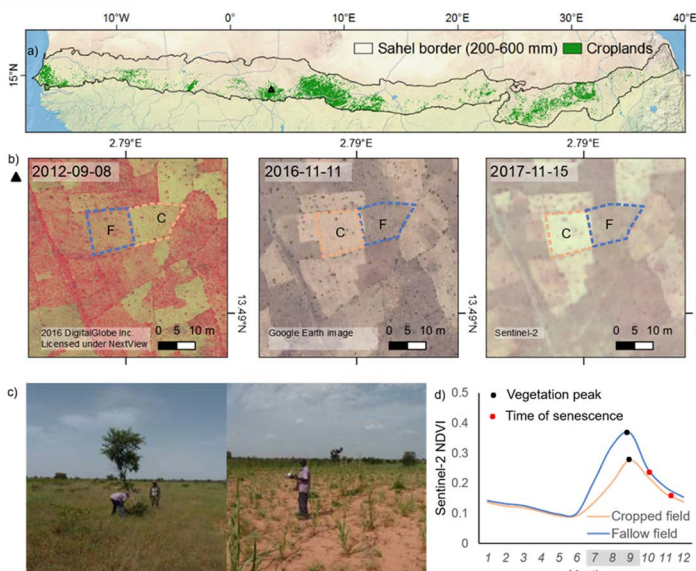 10°W 0° 10°E 20°E 30°E 40°E
a) Sahel border (200-600 mm) Croplands
15°N
2.79°E 2.79°E 2.79°E
b)
2012-09-08 2016-11-11 2017-11-15
F C
C F
C F
2016 DigitalGlobe Inc.
Licensed under NextView
0 5 10 m
13.49°N
Google Earth image
0 5 10 m
13.49°N
Sentinel-2
0 5 10 m
c)
d)
Sentinel-2 NDVI
0.5
0.4
0.3
0.2
0.1
0
Vegetation peak
Time of senescence
Cropped field
Fallow field
1 2 3 4 5 6 7 8 9 10 11 12